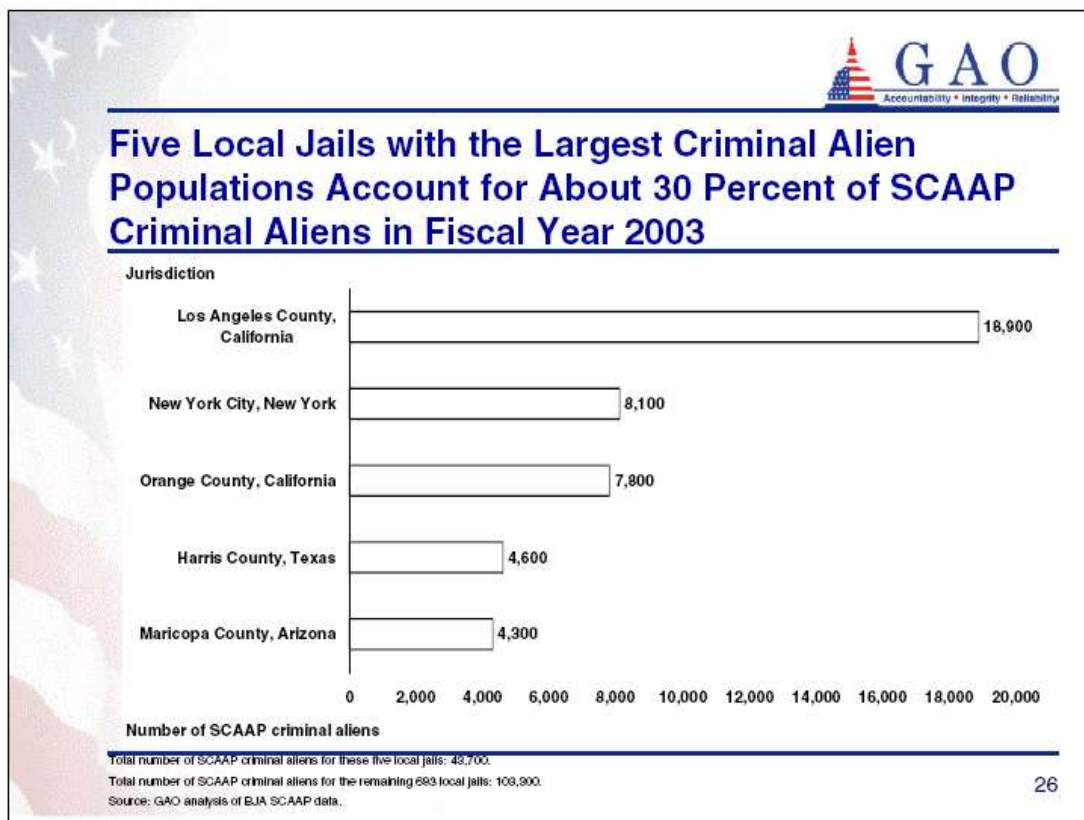 GAO
Accountability * Integrity * Reliability
Five Local Jails with the Largest Criminal Alien
Populations Account for About 30 Percent of SCAAP
Criminal Aliens in Fiscal Year 2003
Jurisdiction
Los Angeles County,
California
18,900
New York City, New York
8,100
Orange County, California
7,800
Harris County, Texas
4,600
Maricopa County, Arizona
4,300
0 2,000 4,000 6,000 8,000 10,000 12,000 14,000 16,000 18,000 20,000
Number of SCAAP criminal aliens
Total number of SCAAP criminal aliens for these five local jails: 43,700.
Total number of SCAAP criminal aliens for the remaining 693 local jails: 103,300.
Source: GAO analysis of BJA SCAAP data.
26